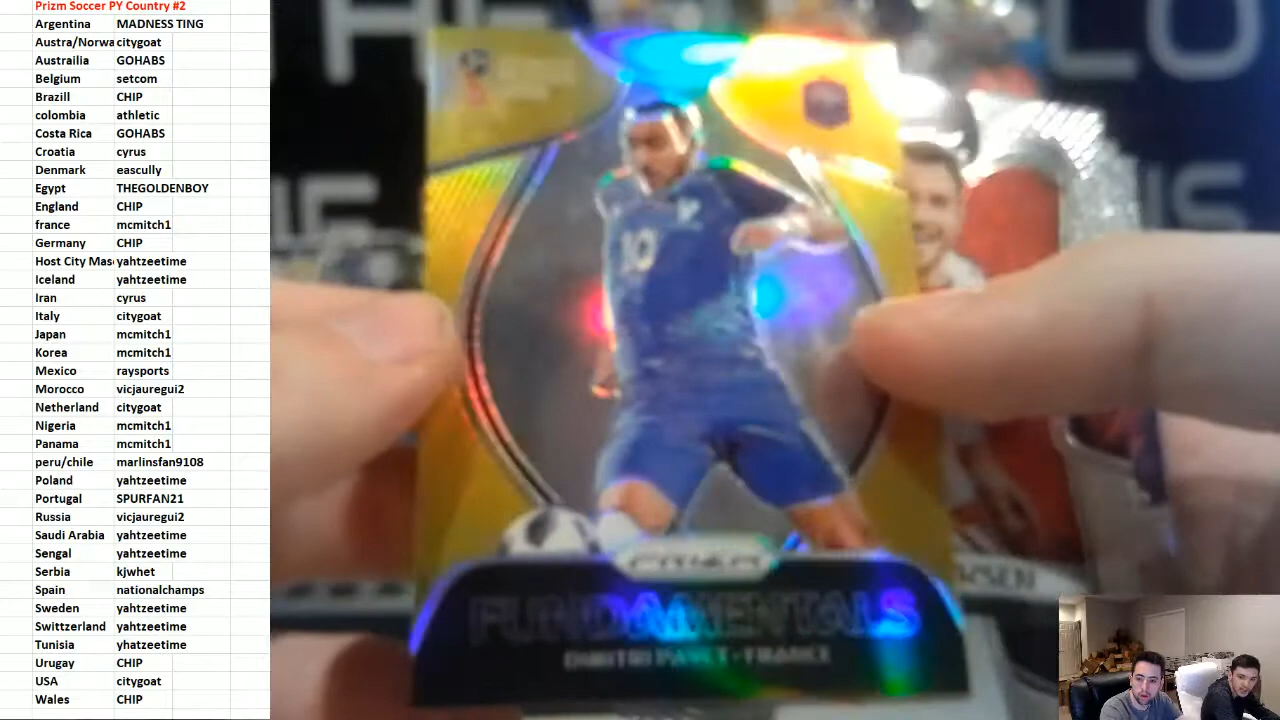 Prizm Soccer PY Country #2
Argentina MADNESS TING
Austra/Norwa citygoat
Austrailia GOHABS
Belgium setcom
Brazill CHIP
colombia athletic
Costa Rica GOHABS
Croatia cyrus
Denmark eascully
Egypt THEGOLDENBOY
England CHIP
france mcmitch1
Germany CHIP
Host City Mas yahtzeetime
Iceland yahtzeetime
Iran cyrus
Italy citygoat
Japan mcmitch1
Korea mcmitch1
Mexico raysports
Morocco vicjauregui2
Netherland citygoat
Nigeria mcmitch1
Panama mcmitch1
peru/chile marlinsfan9108
Poland yahtzeetime
Portugal SPURFAN21
Russia vicjauregui2
Saudi Arabia yahtzeetime
Sengal yahtzeetime
Serbia kjwhet
Spain nationalchamps
Sweden yahtzeetime
Swittzerland yahtzeetime
Tunisia yhatzeetime
Urugay CHIP
USA citygoat
Wales CHIP
10
PRIZM
FUNDAMENTALS
DIMITRI PAYET - FRANCE